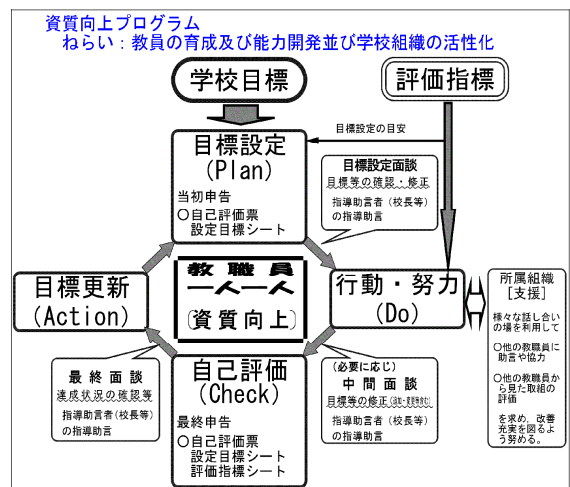 資質向上プログラム
ねらい：教員の育成及び能力開発並び学校組織の活性化
学校目標
評価指標
目標設定の目安
目標設定
(Plan)
当初申告
○自己評価票
設定目標シート
目標設定面談
目標等の確認・修正
指導助言者（校長等）
の指導助言
教職員
一人一人
［資質向上］
目標更新
(Action)
行動・努力
(Do)
所属組織
[支援]
様々な話し合い
の場を利用して
○他の教職員に
助言や協力
○他の教職員か
ら見た取組の
評価
を求め，改善
充実を図るよ
う努める。
最終面談
達成状況の確認等
指導助言者（校長等）
の指導助言
自己評価
(Check)
最終申告
○自己評価票
設定目標シート
評価指標シート
（必要に応じ）
中間面談
目標等の修正（追加・変更等含む）
指導助言者（校長等）
の指導助言